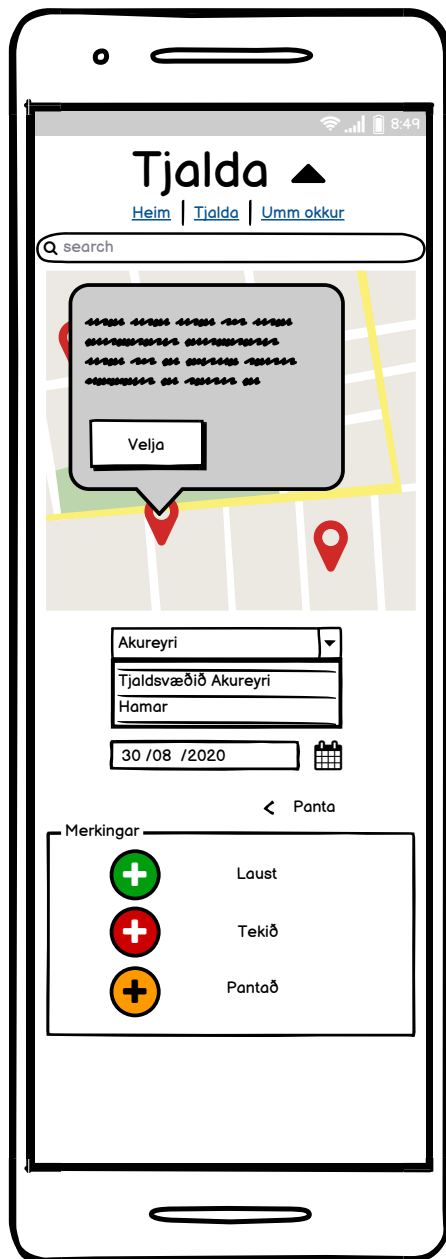 8:49
Tjalda
Heim | Tjalda | Umm okkur
search
Velja
Akureyri
Tjaldsvæðið Akureyri
Hamar
30 /08 /2020
< Panta
Merkingar
Laust
Tekið
Pantað